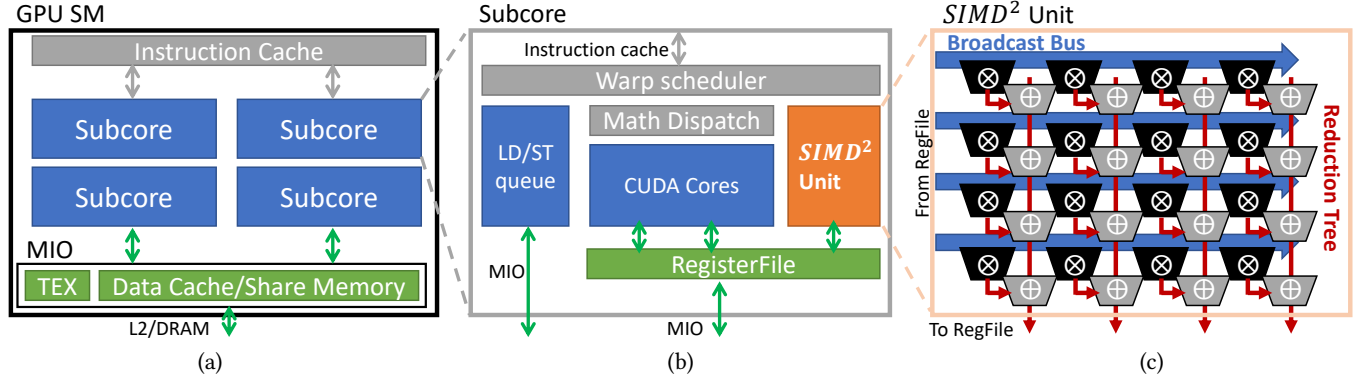 GPU SM
Instruction Cache
Subcore
Subcore
Subcore
Subcore
MIO
TEX
Data Cache/Share Memory
L2/DRAM
(a)
Subcore
Instruction cache
Warp scheduler
LD/ST
queue
Math Dispatch
CUDA Cores
SIMD²
Unit
RegisterFile
MIO
MIO
(b)
SIMD² Unit
Broadcast Bus
From RegFile
⊗ ⊗ ⊗ ⊗
⊕ ⊕ ⊕ ⊕
⊗ ⊗ ⊗ ⊗
⊕ ⊕ ⊕ ⊕
⊗ ⊗ ⊗ ⊗
⊕ ⊕ ⊕ ⊕
⊗ ⊗ ⊗ ⊗
⊕ ⊕ ⊕ ⊕
Reduction Tree
To RegFile
(c)